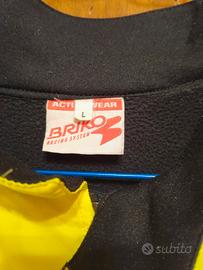 ACTIVE WEAR
BRIKO
RACING SYSTEM
L
subito